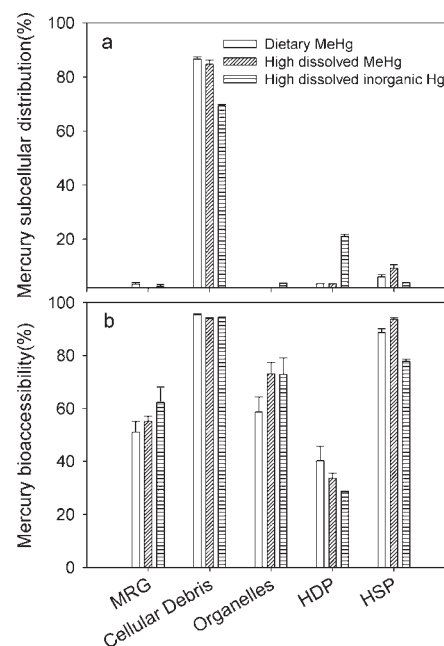 Mercury subcellular distribution(%)
100
80
60
40
20
a
Dietary MeHg
High dissolved MeHg
High dissolved inorganic Hg
Mercury bioaccessibility(%)
100
80
60
40
20
0
b
MRG
Cellular Debris
Organelles
HDP
HSP